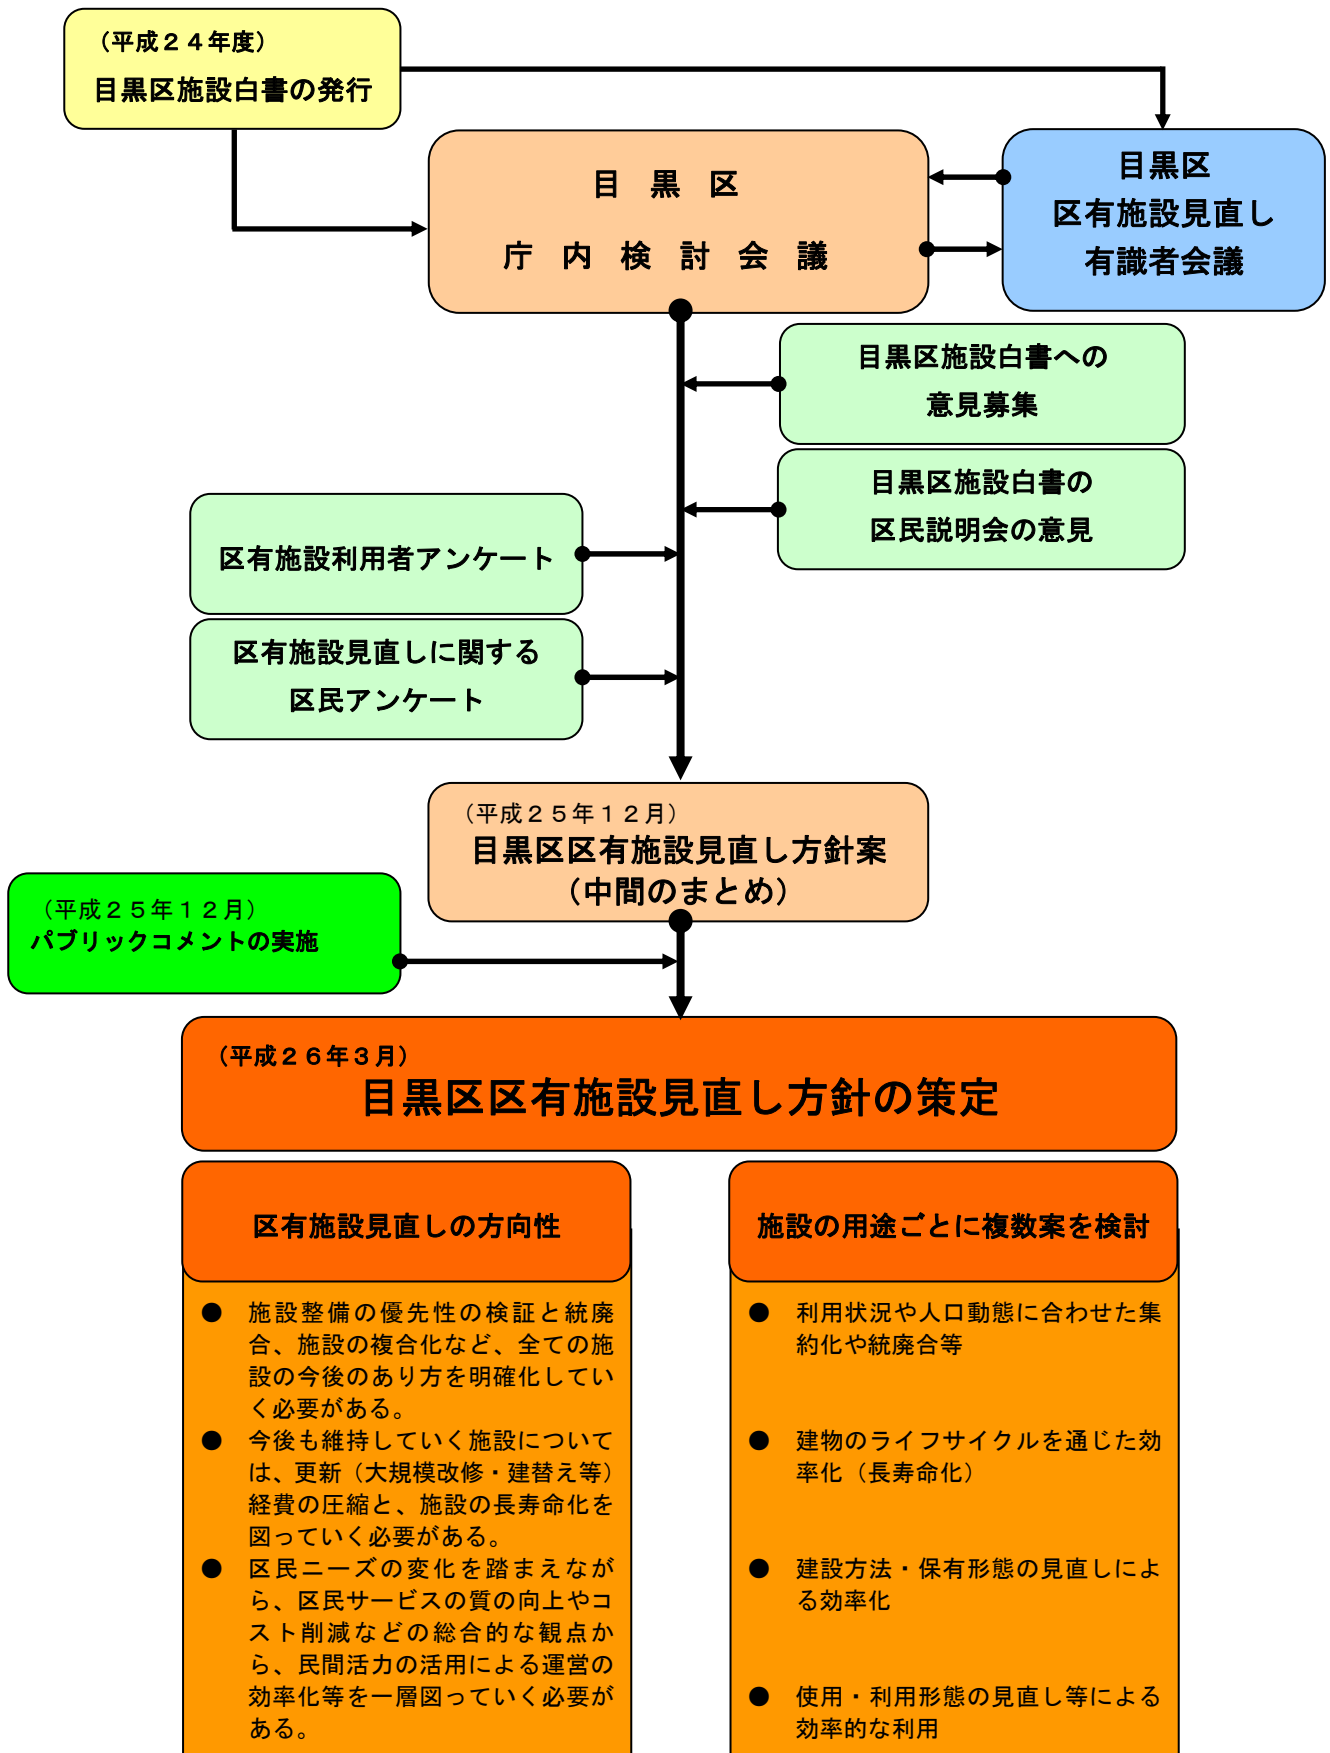 （平成２４年度）
目黒区施設白書の発行
目　黒　区
庁　内　検　討　会　議
目黒区
区有施設見直し
有識者会議
目黒区施設白書への
意見募集
目黒区施設白書の
区民説明会の意見
区有施設利用者アンケート
区有施設見直しに関する
区民アンケート
（平成２５年１２月）
目黒区区有施設見直し方針案
（中間のまとめ）
（平成２５年１２月）
パブリックコメントの実施
（平成２６年３月）
目黒区区有施設見直し方針の策定
区有施設見直しの方向性
● 施設整備の優先性の検証と統廃
合、施設の複合化など、全ての施
設の今後のあり方を明確化してい
く必要がある。
● 今後も維持していく施設について
は、更新（大規模改修・建替え等）
経費の圧縮と、施設の長寿命化を
図っていく必要がある。
● 区民ニーズの変化を踏まえなが
ら、区民サービスの質の向上やコ
スト削減などの総合的な観点か
ら、民間活力の活用による運営の
効率化等を一層図っていく必要が
ある。
施設の用途ごとに複数案を検討
● 利用状況や人口動態に合わせた集
約化や統廃合等
● 建物のライフサイクルを通じた効
率化（長寿命化）
● 建設方法・保有形態の見直しによ
る効率化
● 使用・利用形態の見直し等による
効率的な利用